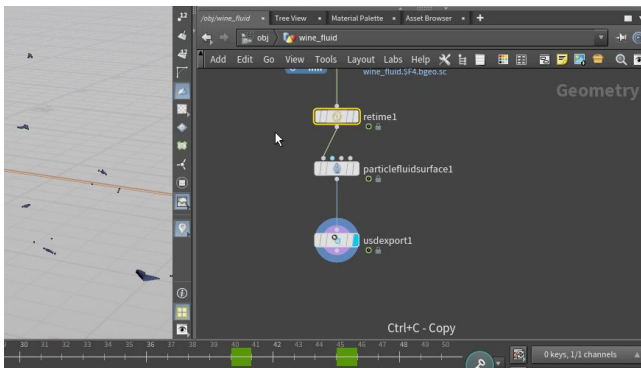 /obj/wine_fluid
Tree View
Material Palette
Asset Browser
obj
wine_fluid
Add Edit Go View Tools Layout Labs Help
wine_fluid.$F4.bgeo.sc
Geometry
retime1
particlefluidsurface1
usdexport1
Ctrl+C - Copy
30 31 32 33 34 35 36 37 38 39 40 41 42 43 44 45 46 47 48 49 50
0 keys, 1/1 channels